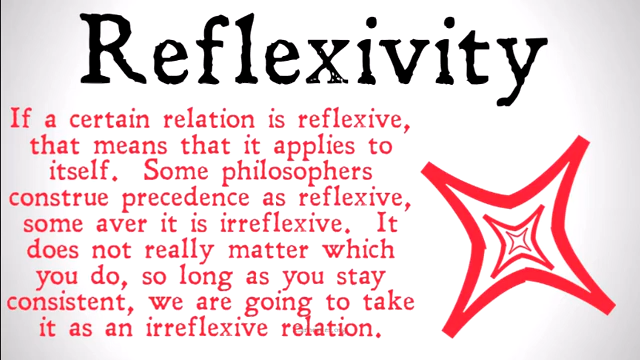 Reflexivity
If a certain relation is reflexive,
that means that it applies to
itself. Some philosophers
construe precedence as reflexive,
some aver it is irreflexive. It
does not really matter which
you do, so long as you stay
consistent, we are going to take
it as an irreflexive relation.